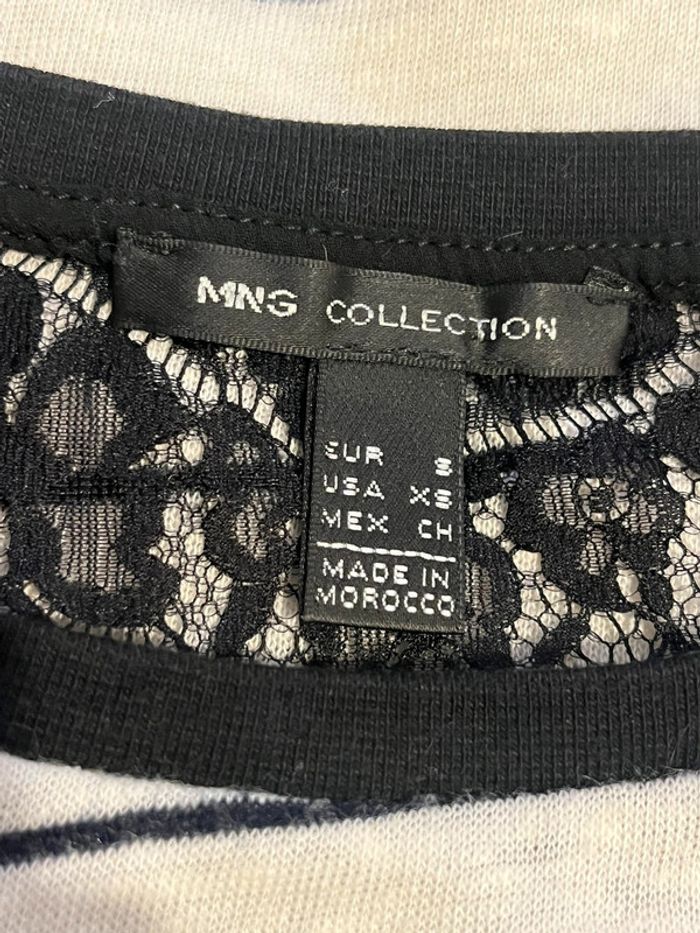 MNG COLLECTION
EUR S
USA XS
MEX CH
MADE IN
MOROCCO